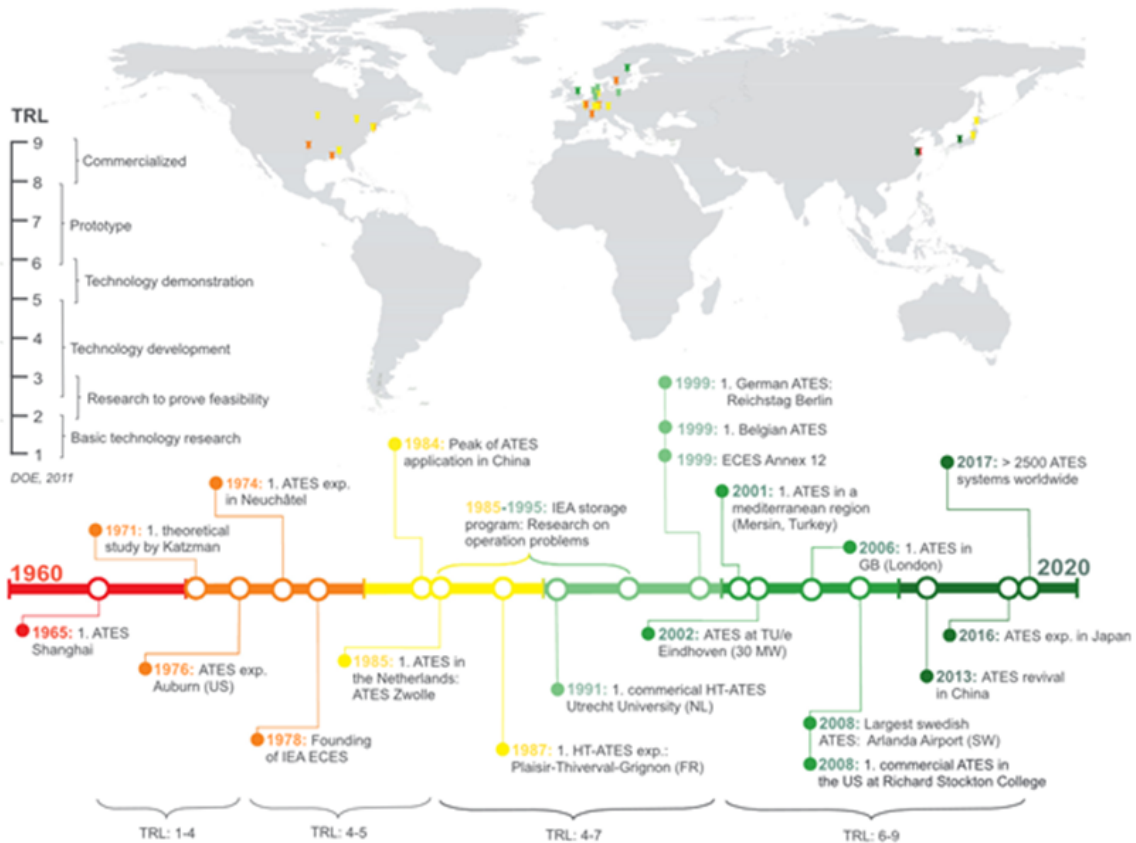 TRL
9
Commercialized
8
7
Prototype
6
Technology demonstration
5
4
Technology development
3
Research to prove feasibility
2
Basic technology research
1
DOE, 2011
1999: 1. German ATES:
Reichstag Berlin
1999: 1. Belgian ATES
1999: ECES Annex 12
1984: Peak of ATES
application in China
2017: > 2500 ATES
systems worldwide
1974: 1. ATES exp.
in Neuchâtel
2001: 1. ATES in a
mediterranean region
(Mersin, Turkey)
1985-1995: IEA storage
program: Research on
operation problems
1971: 1. theoretical
study by Katzman
2006: 1. ATES in
GB (London)
1960
2020
1965: 1. ATES
Shanghai
2002: ATES at TU/e
Eindhoven (30 MW)
2016: ATES exp. in Japan
1976: ATES exp.
Auburn (US)
1985: 1. ATES in
the Netherlands:
ATES Zwolle
2013: ATES revival
in China
1991: 1. commerical HT-ATES
Utrecht University (NL)
2008: Largest swedish
ATES: Arlanda Airport (SW)
1978: Founding
of IEA ECES
1987: 1. HT-ATES exp.:
Plaisir-Thiverval-Grignon (FR)
2008: 1. commercial ATES in
the US at Richard Stockton College
TRL: 1-4
TRL: 4-5
TRL: 4-7
TRL: 6-9